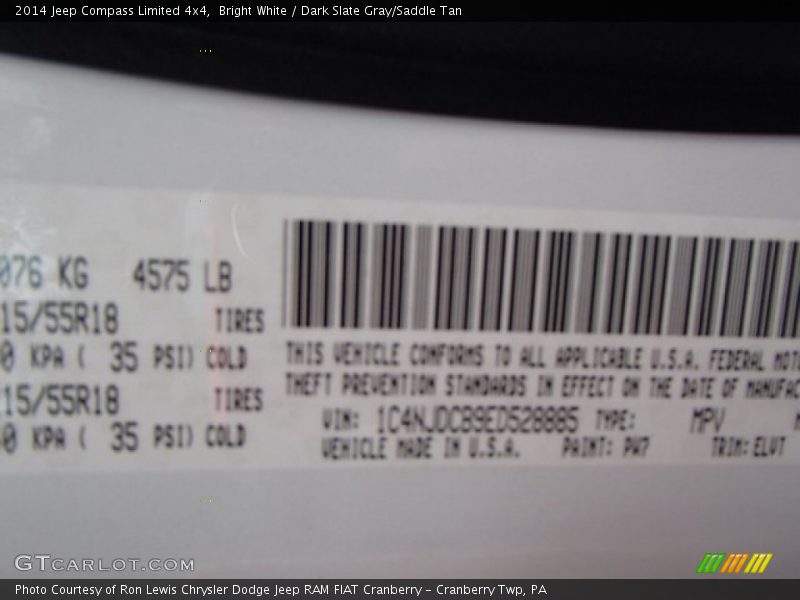 2014 Jeep Compass Limited 4x4,  Bright White / Dark Slate Gray/Saddle Tan
076 KG 4575 LB
15/55R18 TIRES
0 KPA ( 35 PSI) COLD
15/55R18 TIRES
0 KPA ( 35 PSI) COLD
THIS VEHICLE CONFORMS TO ALL APPLICABLE U.S.A. FEDERAL MOT
THEFT PREVENTION STANDARDS IN EFFECT ON THE DATE OF MANUFAC
VIN: 1C4NJDCB9ED528885 TYPE: MPV
VEHICLE MADE IN U.S.A. PAINT: PW7 TRIM: ELVT
GTCARLOT.COM
Photo Courtesy of Ron Lewis Chrysler Dodge Jeep RAM FIAT Cranberry – Cranberry Twp, PA